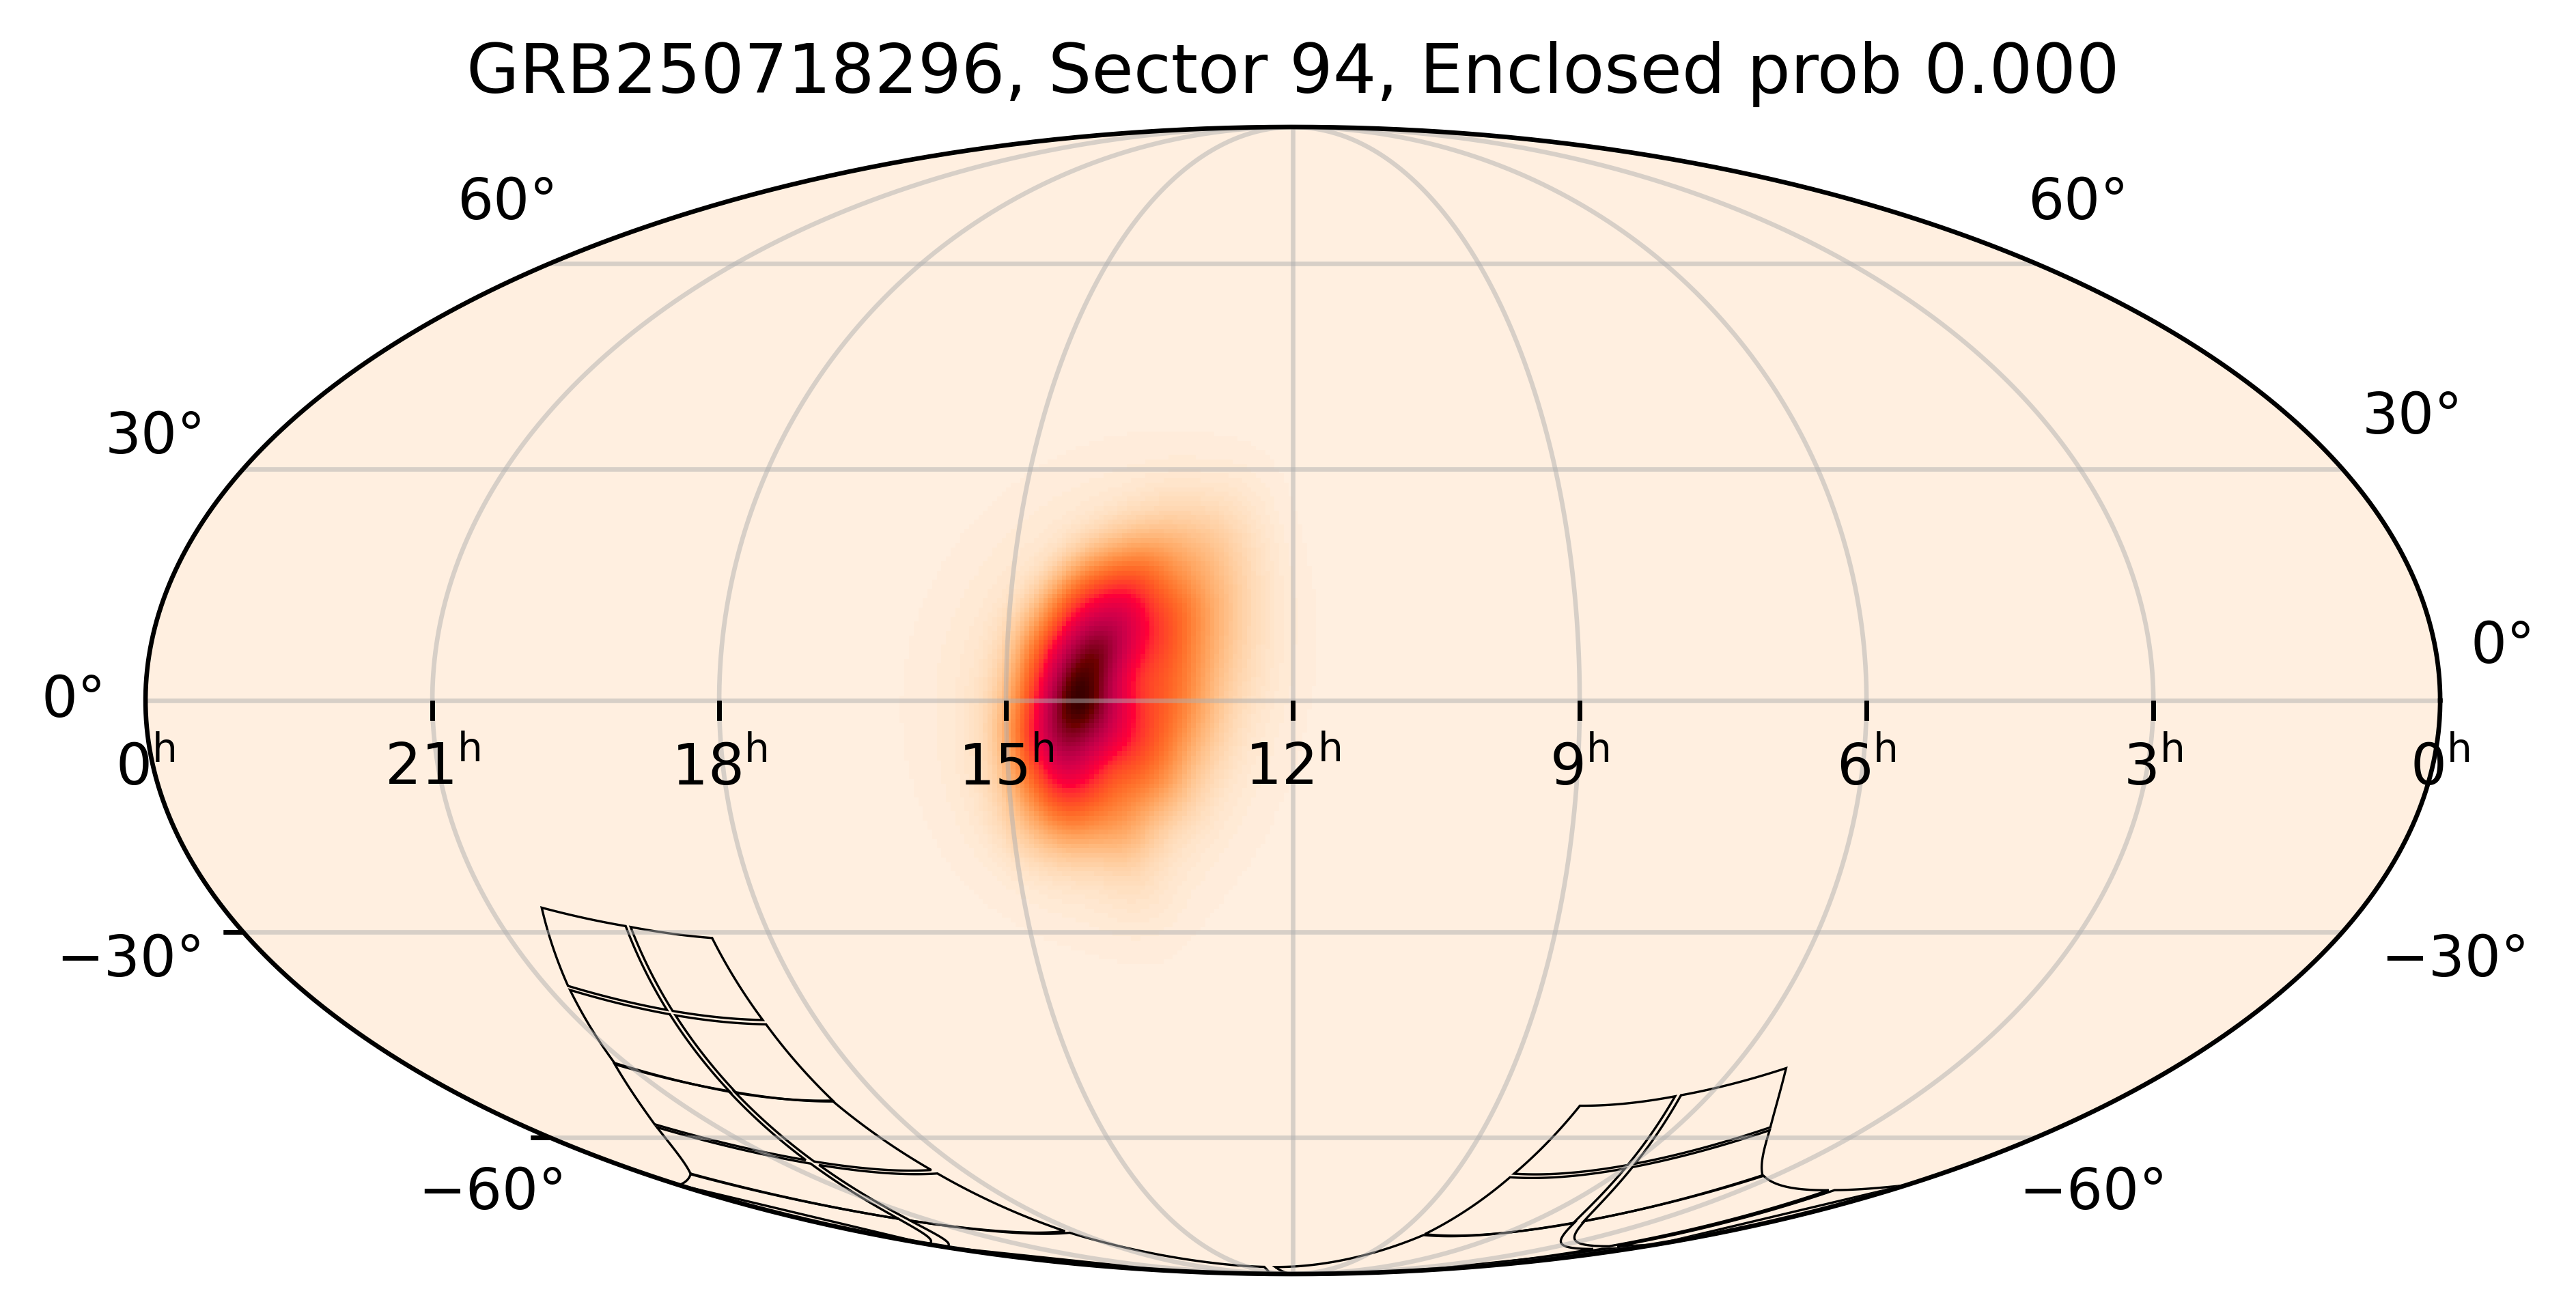 GRB250718296, Sector 94, Enclosed prob 0.000
60° 60°
30° 30°
0° 0°
0ʰ 21ʰ 18ʰ 15ʰ 12ʰ 9ʰ 6ʰ 3ʰ 0ʰ
−30° −30°
−60° −60°